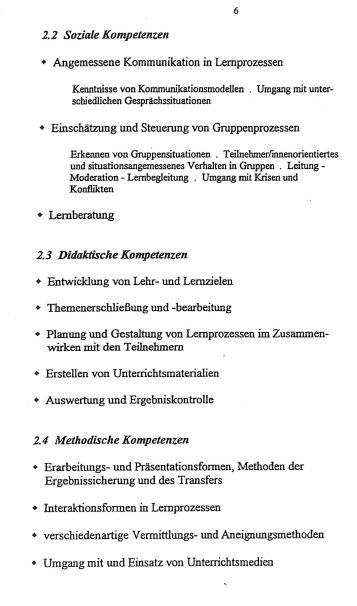 6
2.2 Soziale Kompetenzen
◆ Angemessene Kommunikation in Lernprozessen
Kenntnisse von Kommunikationsmodellen . Umgang mit unter-
schiedlichen Gesprächssituationen
◆ Einschätzung und Steuerung von Gruppenprozessen
Erkennen von Gruppensituationen . Teilnehmer/innenorientiertes
und situationsangemessenes Verhalten in Gruppen . Leitung -
Moderation - Lernbegleitung . Umgang mit Krisen und
Konflikten
◆ Lernberatung
2.3 Didaktische Kompetenzen
◆ Entwicklung von Lehr- und Lernzielen
◆ Themenerschließung und -bearbeitung
◆ Planung und Gestaltung von Lernprozessen im Zusammen-
wirken mit den Teilnehmern
◆ Erstellen von Unterrichtsmaterialien
◆ Auswertung und Ergebniskontrolle
2.4 Methodische Kompetenzen
◆ Erarbeitungs- und Präsentationsformen, Methoden der
Ergebnissicherung und des Transfers
◆ Interaktionsformen in Lernprozessen
◆ verschiedenartige Vermittlungs- und Aneignungsmethoden
◆ Umgang mit und Einsatz von Unterrichtsmedien